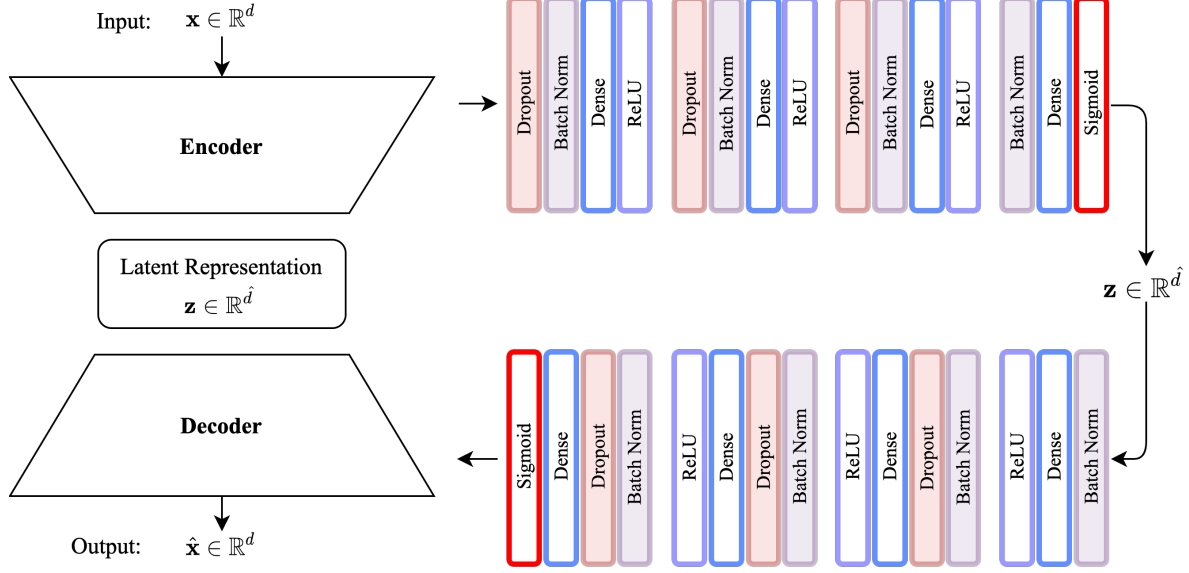 Input: x ∈ ℝ^d
Encoder
Latent Representation
z ∈ ℝ^d̂
Decoder
Output: x̂ ∈ ℝ^d
Dropout
Batch Norm
Dense
ReLU
Dropout
Batch Norm
Dense
ReLU
Dropout
Batch Norm
Dense
ReLU
Batch Norm
Dense
Sigmoid
z ∈ ℝ^d̂
Sigmoid
Dense
Dropout
Batch Norm
ReLU
Dense
Dropout
Batch Norm
ReLU
Dense
Dropout
Batch Norm
ReLU
Dense
Batch Norm